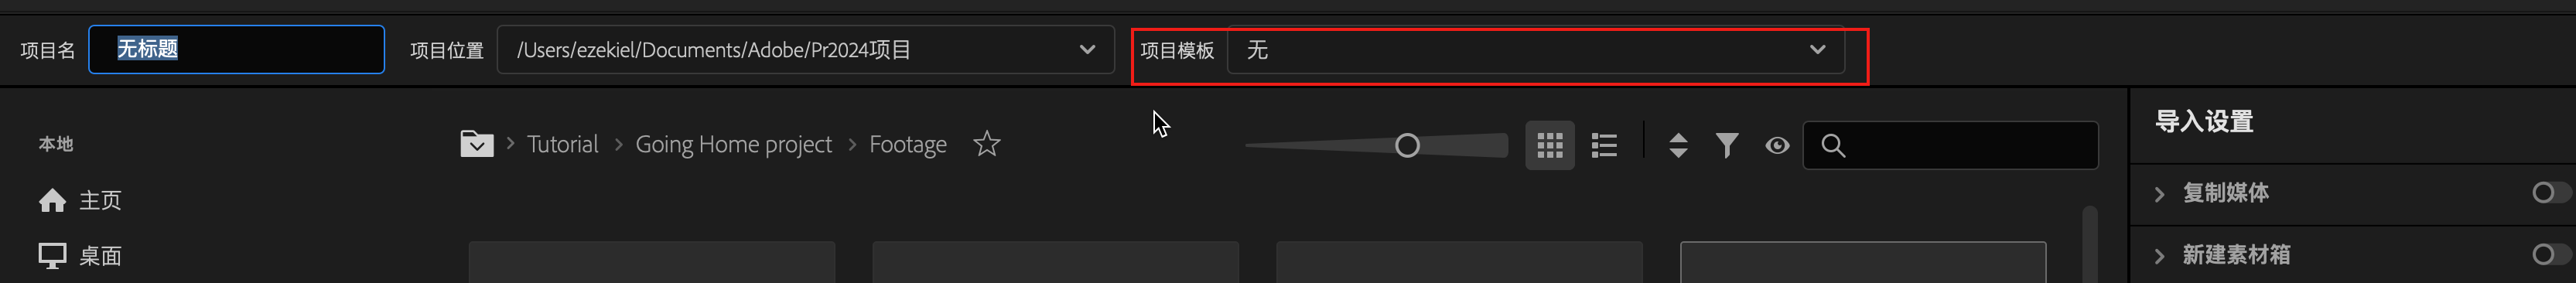 项目名 无标题 项目位置 /Users/ezekiel/Documents/Adobe/Pr2024项目 项目模板 无
本地 Tutorial Going Home project Footage 导入设置
主页 复制媒体
桌面 新建素材箱